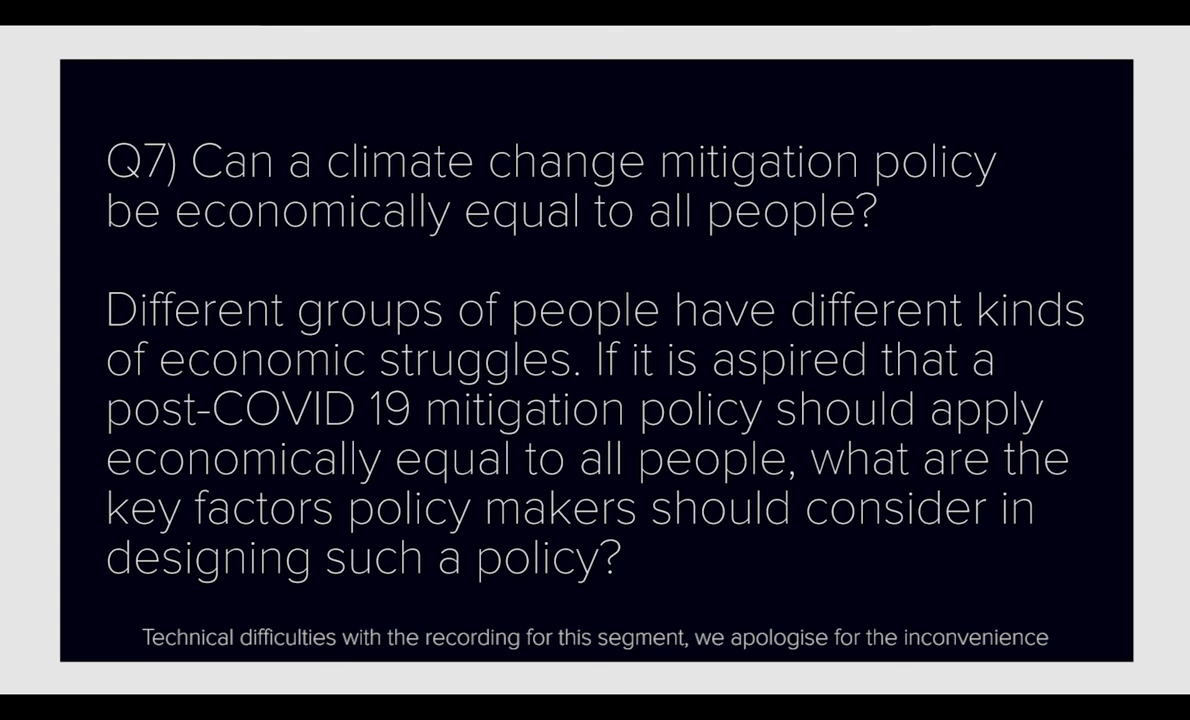 Q7) Can a climate change mitigation policy
be economically equal to all people?
Different groups of people have different kinds
of economic struggles. If it is aspired that a
post-COVID 19 mitigation policy should apply
economically equal to all people, what are the
key factors policy makers should consider in
designing such a policy?
Technical difficulties with the recording for this segment, we apologise for the inconvenience